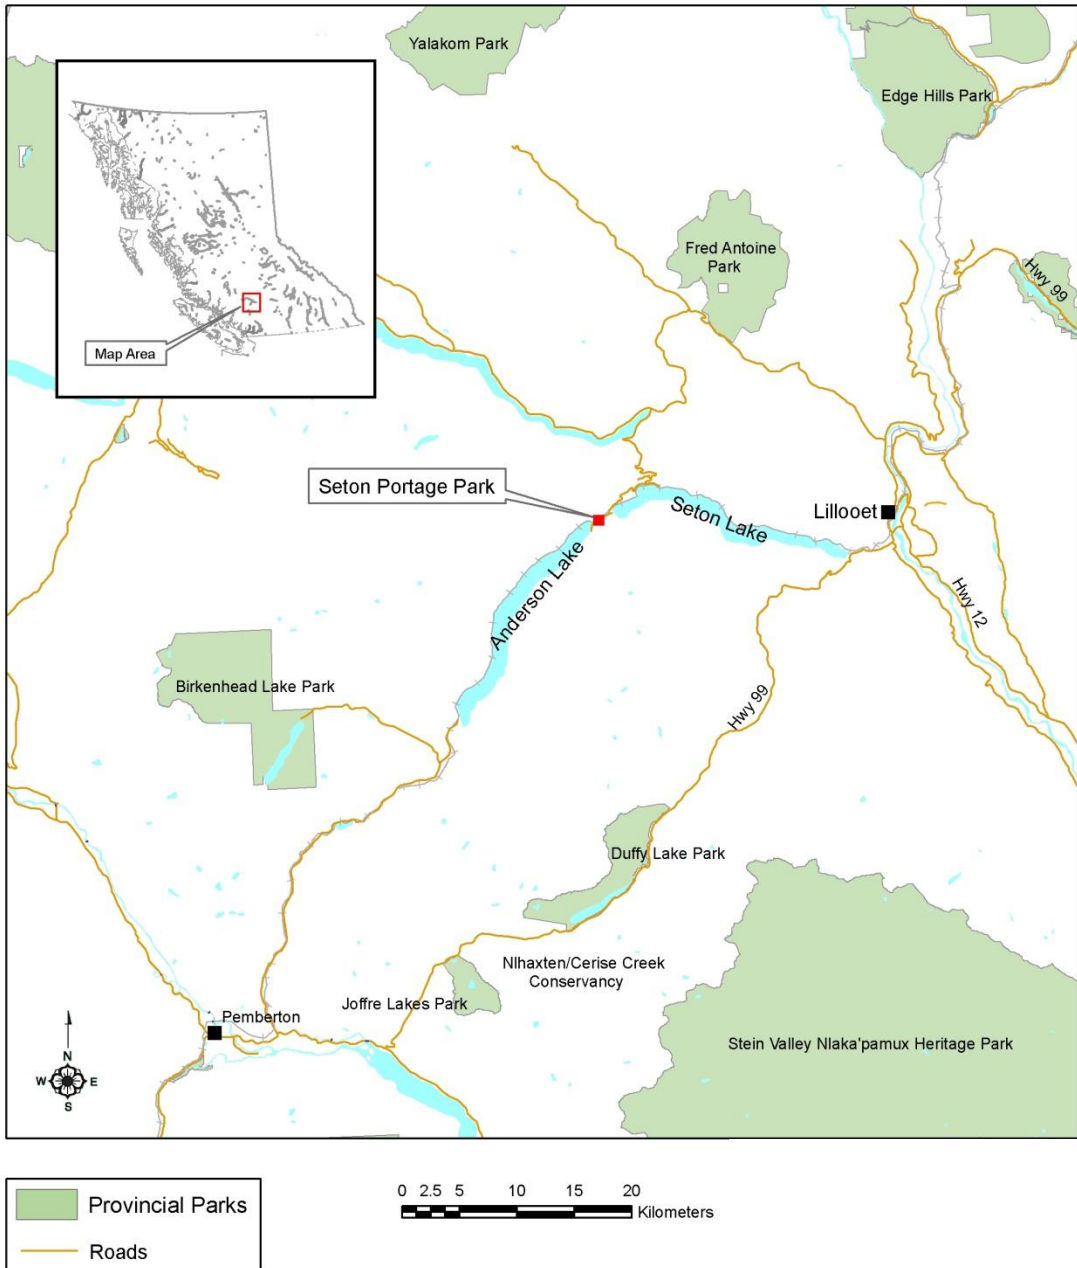 Yalakom Park
Edge Hills Park
Fred Antoine
Park
Hwy 99
Map Area
Seton Portage Park
Seton Lake
Lillooet
Anderson Lake
Hwy 12
Birkenhead Lake Park
Hwy 99
Duffy Lake Park
Nlhaxten/Cerise Creek
Conservancy
Joffre Lakes Park
Pemberton
Stein Valley Nlaka'pamux Heritage Park
N
W E
S
0 2.5 5 10 15 20
Kilometers
Provincial Parks
Roads